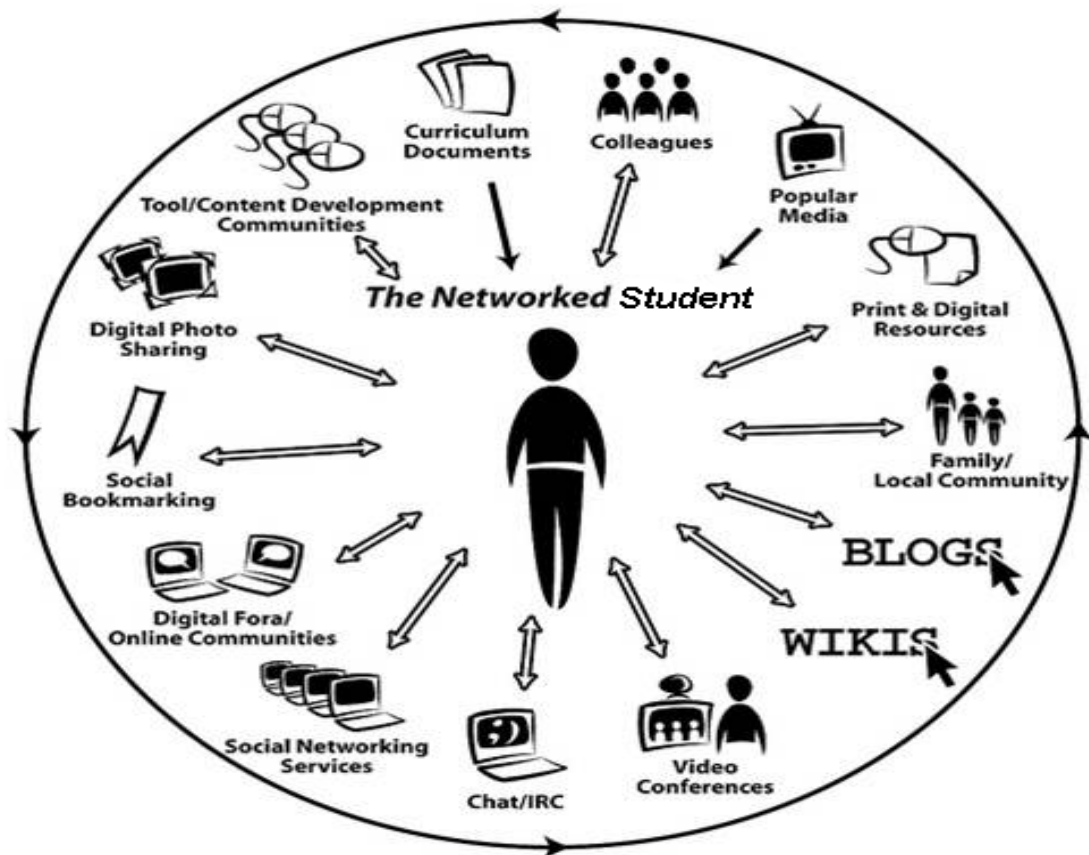 Curriculum
Documents
Colleagues
Popular
Media
Tool/Content Development
Communities
The Networked Student
Print & Digital
Resources
Digital Photo
Sharing
Family/
Local Community
Social
Bookmarking
BLOGS
Digital Fora/
Online Communities
WIKIS
Social Networking
Services
Chat/IRC
Video
Conferences